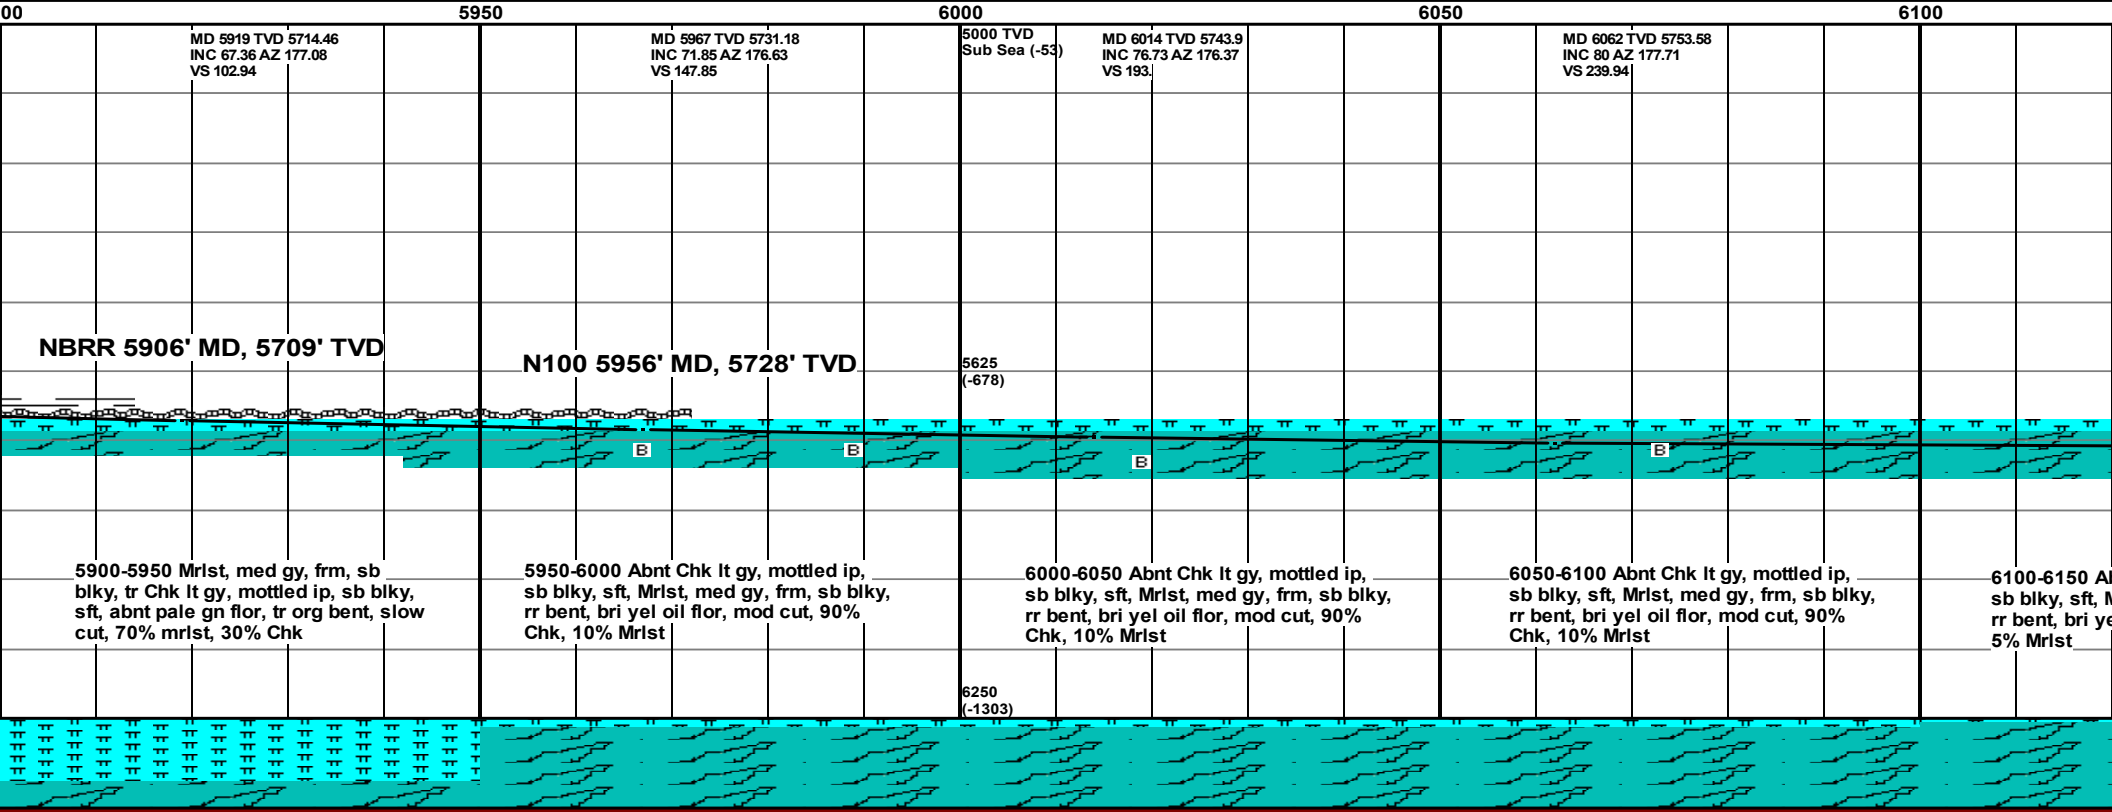 00 5950 6000 6050 6100
MD 5919 TVD 5714.46
INC 67.36 AZ 177.08
VS 102.94
MD 5967 TVD 5731.18
INC 71.85 AZ 176.63
VS 147.85
5000 TVD
Sub Sea (-53)
MD 6014 TVD 5743.9
INC 76.73 AZ 176.37
VS 193.
MD 6062 TVD 5753.58
INC 80 AZ 177.71
VS 239.94
NBRR 5906' MD, 5709' TVD
N100 5956' MD, 5728' TVD
5625
(-678)
B
B
B
B
5900-5950 Mrlst, med gy, frm, sb
blky, tr Chk lt gy, mottled ip, sb blky,
sft, abnt pale gn flor, tr org bent, slow
cut, 70% mrlst, 30% Chk
5950-6000 Abnt Chk lt gy, mottled ip,
sb blky, sft, Mrlst, med gy, frm, sb blky,
rr bent, bri yel oil flor, mod cut, 90%
Chk, 10% Mrlst
6000-6050 Abnt Chk lt gy, mottled ip,
sb blky, sft, Mrlst, med gy, frm, sb blky,
rr bent, bri yel oil flor, mod cut, 90%
Chk, 10% Mrlst
6050-6100 Abnt Chk lt gy, mottled ip,
sb blky, sft, Mrlst, med gy, frm, sb blky,
rr bent, bri yel oil flor, mod cut, 90%
Chk, 10% Mrlst
6100-6150
sb blky, sft,
rr bent, bri
5% Mrlst
6250
(-1303)